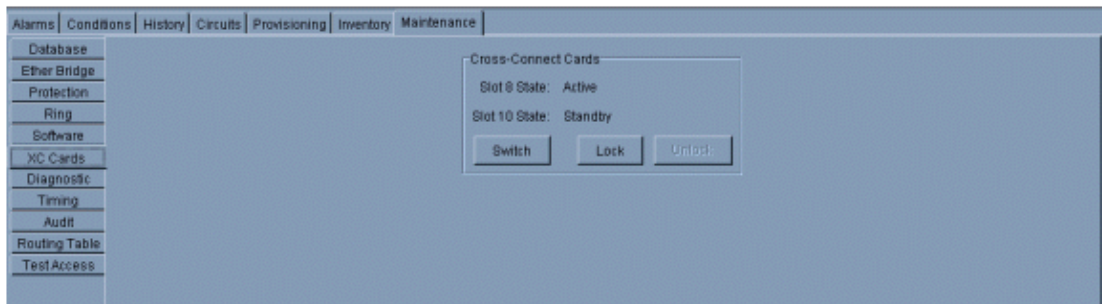 Alarms Conditions History Circuits Provisioning Inventory Maintenance
Database
Ether Bridge
Protection
Ring
Software
XC Cards
Diagnostic
Timing
Audit
Routing Table
Test Access
Cross-Connect Cards
Slot 8 State: Active
Slot 10 State: Standby
Switch Lock Unlock